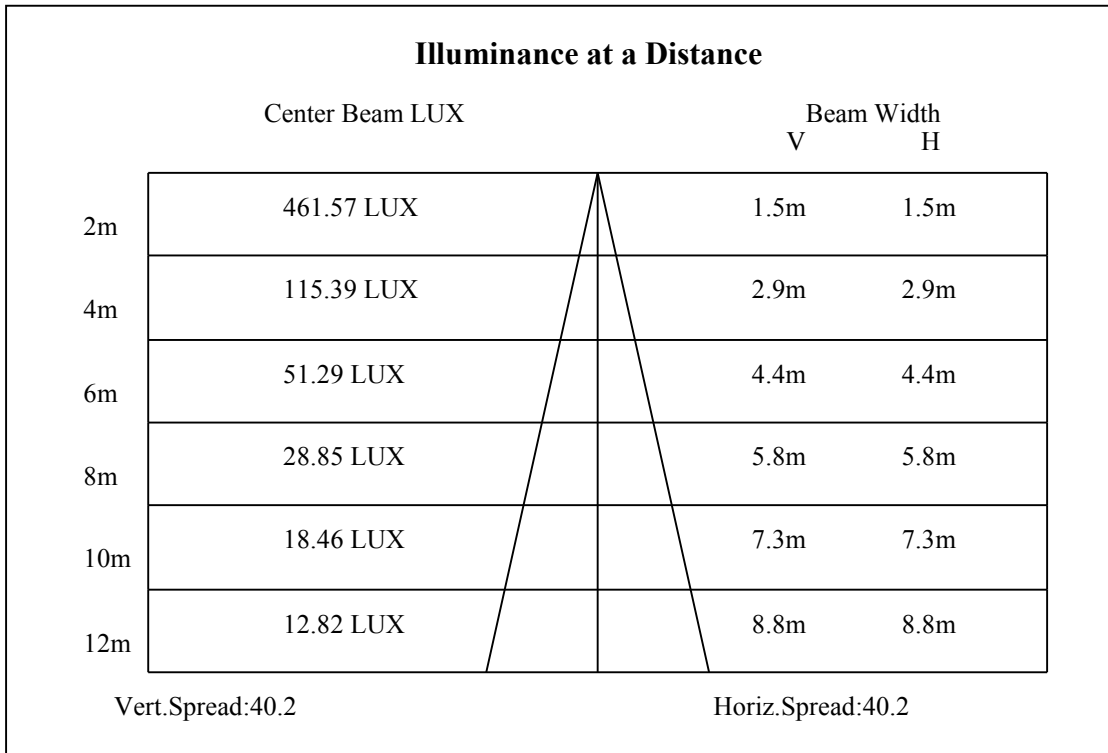 Illuminance at a Distance
Center Beam LUX Beam Width
V H
2m 461.57 LUX 1.5m 1.5m
4m 115.39 LUX 2.9m 2.9m
6m 51.29 LUX 4.4m 4.4m
8m 28.85 LUX 5.8m 5.8m
10m 18.46 LUX 7.3m 7.3m
12m 12.82 LUX 8.8m 8.8m
Vert.Spread:40.2 Horiz.Spread:40.2